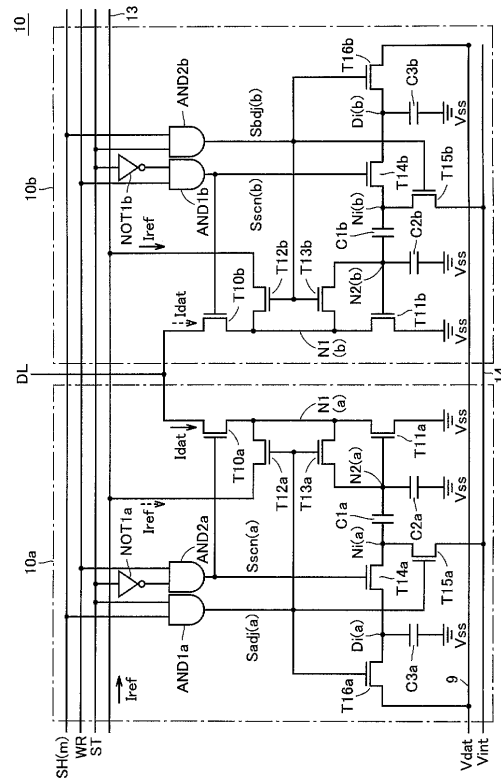 10
SH(m)
WR
ST
13
10a
10b
DL
Iref
NOT1a
AND1a
AND2a
Iref
Idat
T10a
Sscn(a)
Sadj(a)
T12a
T13a
N1
(a)
N2(a)
T11a
C1a
C2a
Vss
Vss
Ni(a)
T14a
T15a
Di(a)
C3a
Vss
T16a
9
Vdat
Vint
14
NOT1b
AND1b
AND2b
Iref
Idat
T10b
Sscn(b)
Sbdj(b)
T12b
T13b
N1
(b)
N2(b)
T11b
C1b
C2b
Vss
Vss
Ni(b)
T14b
T15b
Di(b)
C3b
Vss
T16b